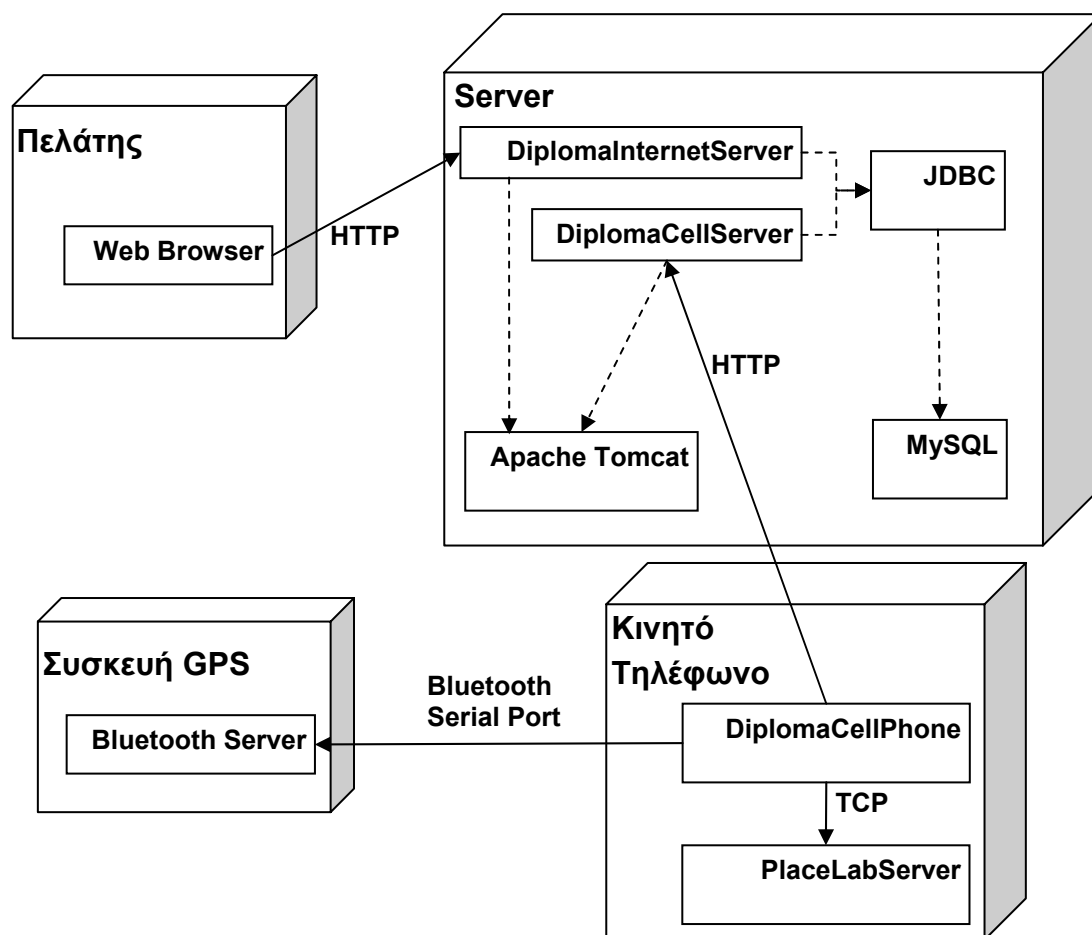 Πελάτης
Web Browser
HTTP
Server
DiplomaInternetServer
JDBC
DiplomaCellServer
HTTP
Apache Tomcat
MySQL
Συσκευή GPS
Bluetooth Server
Bluetooth
Serial Port
Κινητό
Τηλέφωνο
DiplomaCellPhone
TCP
PlaceLabServer